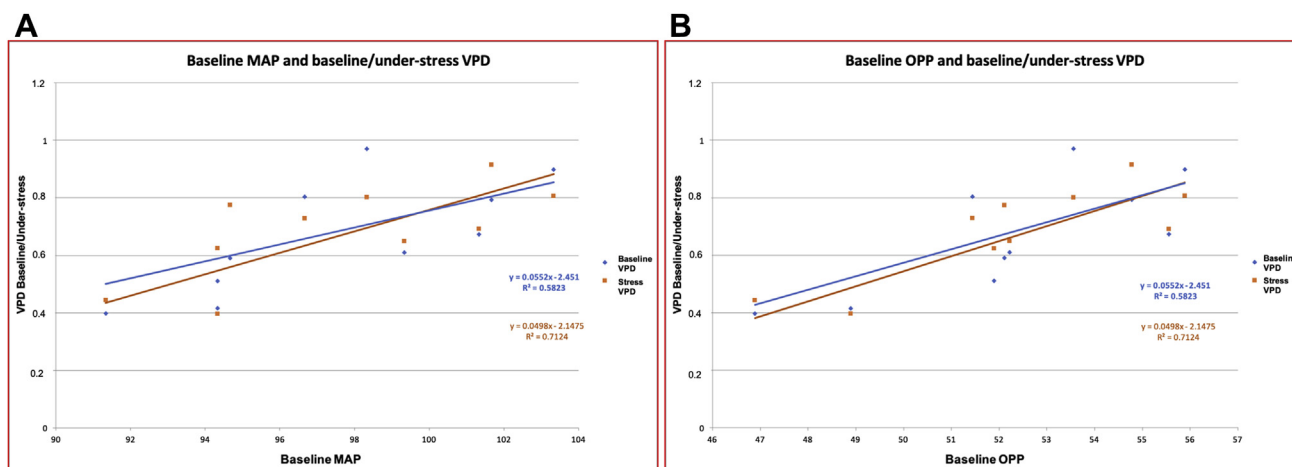 A
Baseline MAP and baseline/under-stress VPD
VPD Baseline/Under-stress
1.2
1
0.8
0.6
0.4
0.2
0
90
92
94
96
98
100
102
104
Baseline MAP
y = 0.0552x - 2.451
R² = 0.5823
y = 0.0498x - 2.1475
R² = 0.7124
Baseline
VPD
Stress
VPD
B
Baseline OPP and baseline/under-stress VPD
VPD Baseline/Under-stress
1.2
1
0.8
0.6
0.4
0.2
0
46
47
48
49
50
51
52
53
54
55
56
57
Baseline OPP
y = 0.0552x - 2.451
R² = 0.5823
y = 0.0498x - 2.1475
R² = 0.7124
Baseline
VPD
Stress
VPD